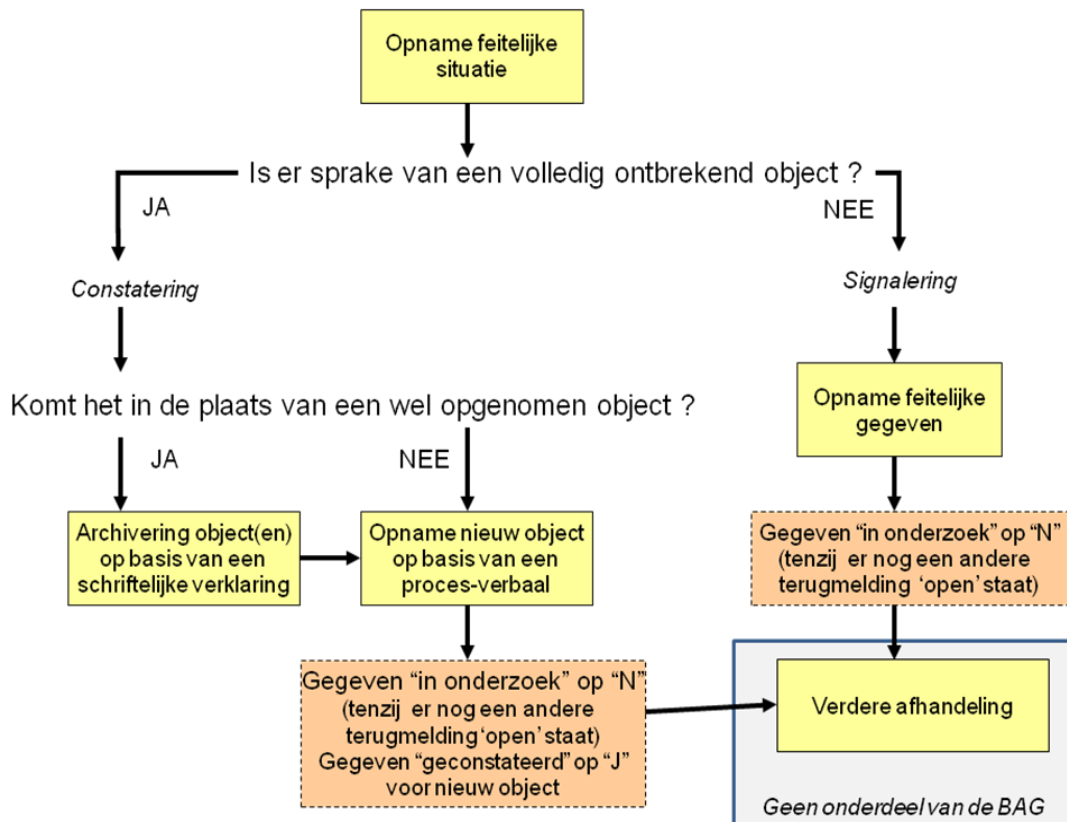 Opname feitelijke
situatie
Is er sprake van een volledig ontbrekend object ?
JA
NEE
Constatering
Signalering
Komt het in de plaats van een wel opgenomen object ?
JA
NEE
Opname feitelijke
gegeven
Archivering object(en)
op basis van een
schriftelijke verklaring
Opname nieuw object
op basis van een
proces-verbaal
Gegeven “in onderzoek” op “N”
(tenzij er nog een andere
terugmelding ‘open’ staat)
Gegeven “in onderzoek” op “N”
(tenzij er nog een andere
terugmelding ‘open’ staat)
Gegeven “geconstateerd” op “J”
voor nieuw object
Verdere afhandeling
Geen onderdeel van de BAG